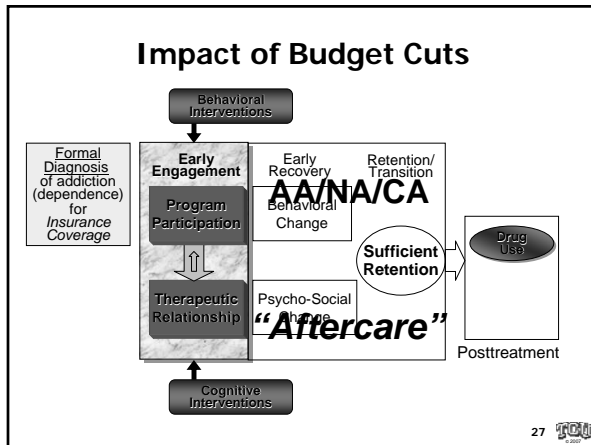 Impact of Budget Cuts
Behavioral
Interventions
Formal
Diagnosis
of addiction
(dependence)
for
Insurance
Coverage
Early
Engagement
Program
Participation
Therapeutic
Relationship
Cognitive
Interventions
Early
Recovery
Retention/
Transition
AA/NA/CA
Behavioral
Change
Sufficient
Retention
Psycho-Social
Change
“Aftercare”
Drug
Use
Posttreatment
27
TCU
© 2007